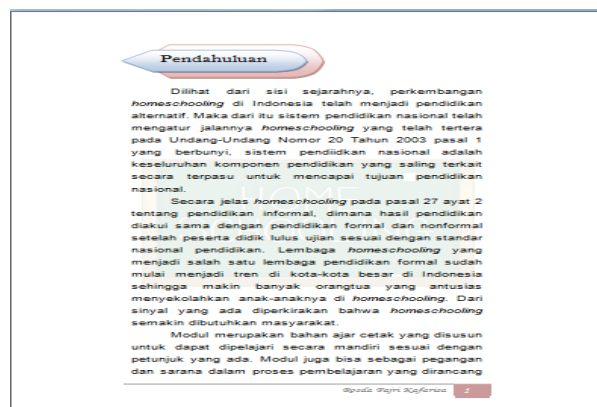 Pendahuluan
Dilihat dari sisi sejarahnya, perkembangan
homeschooling di Indonesia telah menjadi pendidikan
alternatif. Maka dari itu sistem pendidikan nasional telah
mengatur jalannya homeschooling yang telah tertera
pada Undang-Undang Nomor 20 Tahun 2003 pasal 1
yang berbunyi, sistem pendiidkan nasional adalah
keseluruhan komponen pendidikan yang saling terkait
secara terpasu untuk mencapai tujuan pendidikan
nasional.
Secara jelas homeschooling pada pasal 27 ayat 2
tentang pendidikan informal, dimana hasil pendidikan
diakui sama dengan pendidikan formal dan nonformal
setelah peserta didik lulus ujian sesuai dengan standar
nasional pendidikan. Lembaga homeschooling yang
menjadi salah satu lembaga pendidikan formal sudah
mulai menjadi tren di kota-kota besar di Indonesia
sehingga makin banyak orangtua yang antusias
menyekolahkan anak-anaknya di homeschooling. Dari
sinyal yang ada diperkirakan bahwa homeschooling
semakin dibutuhkan masyarakat.
Modul merupakan bahan ajar cetak yang disusun
untuk dapat dipelajari secara mandiri sesuai dengan
petunjuk yang ada. Modul juga bisa sebagai pegangan
dan sarana dalam proses pembelajaran yang dirancang
Fajri Kafarisa
HOME